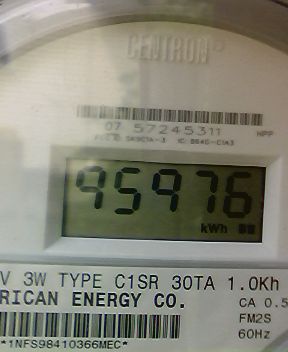 CENTRON
07 57245311 HPP
95976
kWh
V 3W TYPE C1SR 30TA 1.0Kh
RICAN ENERGY CO. CA 0.5
FM2S
*1NFS98410366MEC* 60Hz